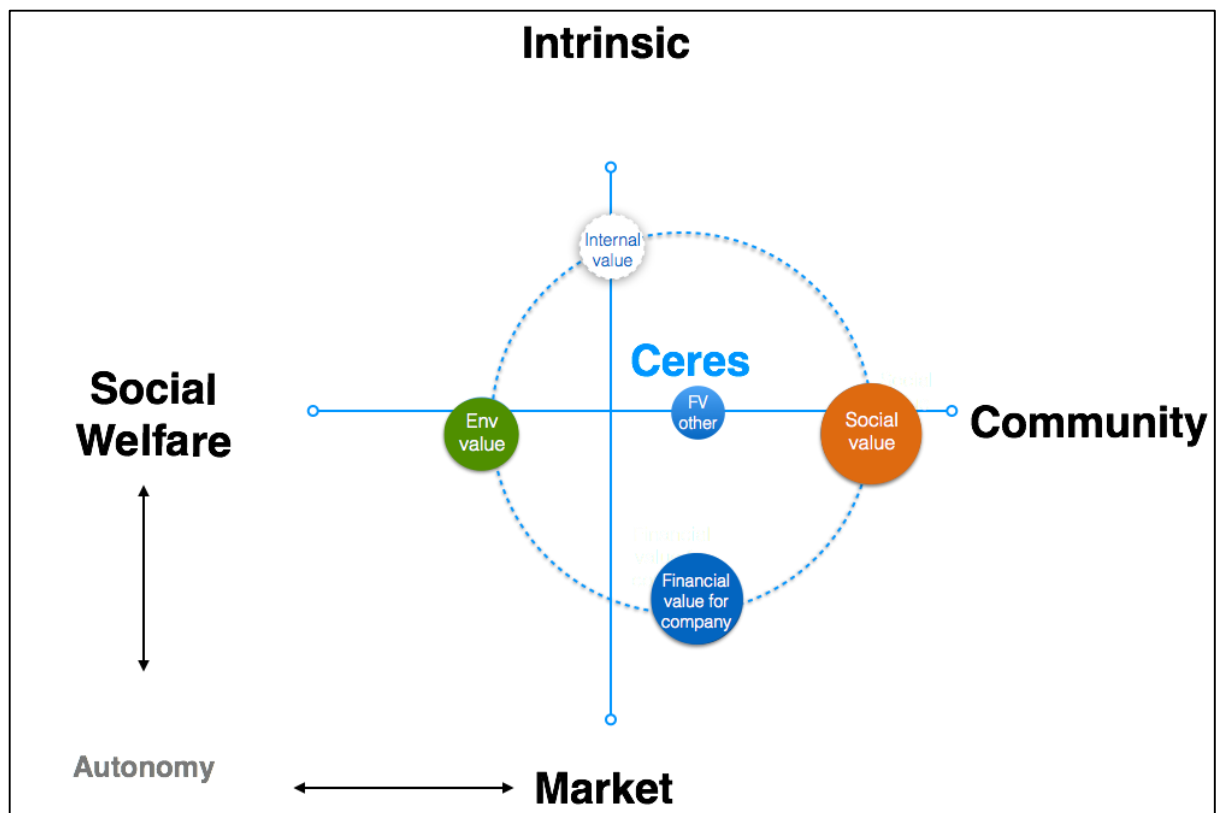 Intrinsic
Internal
value
Ceres
Social
Welfare
Env
value
FV
other
Social
value
Community
Financial
value for
company
Autonomy
Market